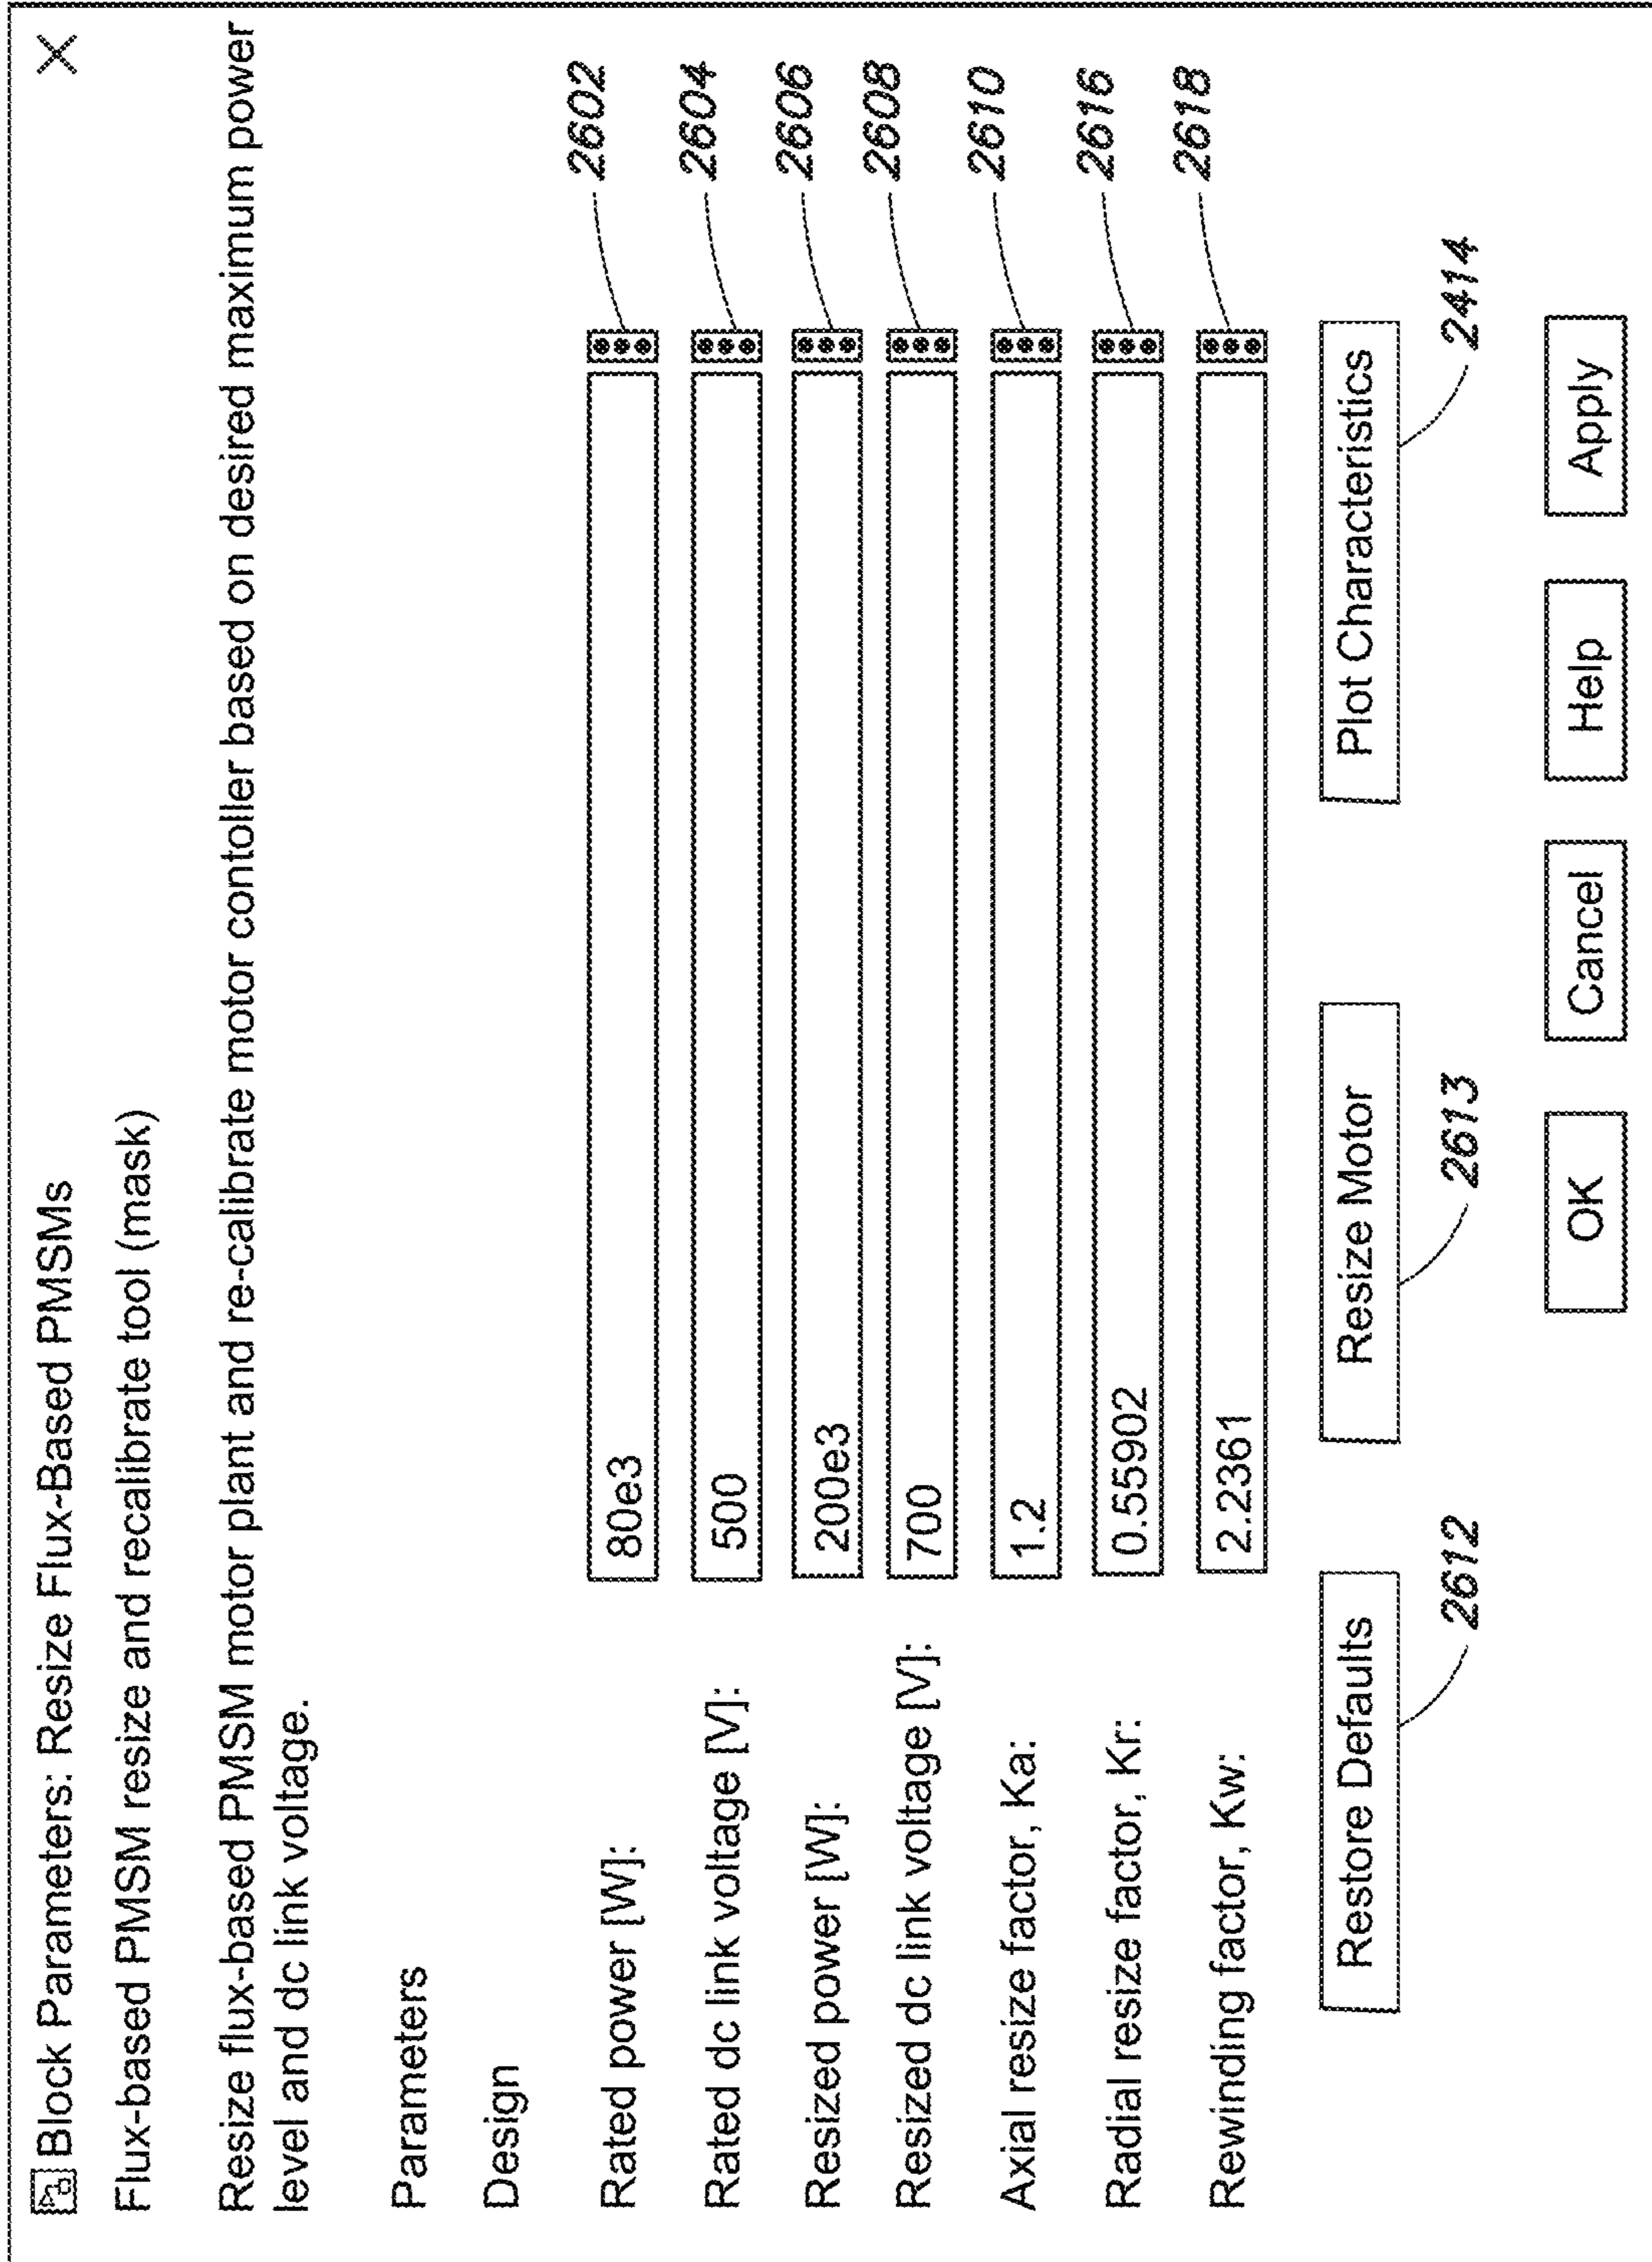 Block Parameters: Resize Flux-Based PMSMs
Flux-based PMSM resize and recalibrate tool (mask)
Resize flux-based PMSM motor plant and re-calibrate motor contoller based on desired maximum power
level and dc link voltage.
Parameters
Design
Rated power [W]: 80e3 2602
Rated dc link voltage [V]: 500 2604
Resized power [W]: 200e3 2606
Resized dc link voltage [V]: 700 2608
Axial resize factor, Ka: 1.2 2610
Radial resize factor, Kr: 0.55902 2616
Rewinding factor, Kw: 2.2361 2618
Restore Defaults Resize Motor Plot Characteristics
2612 2613 2414
OK Cancel Help Apply